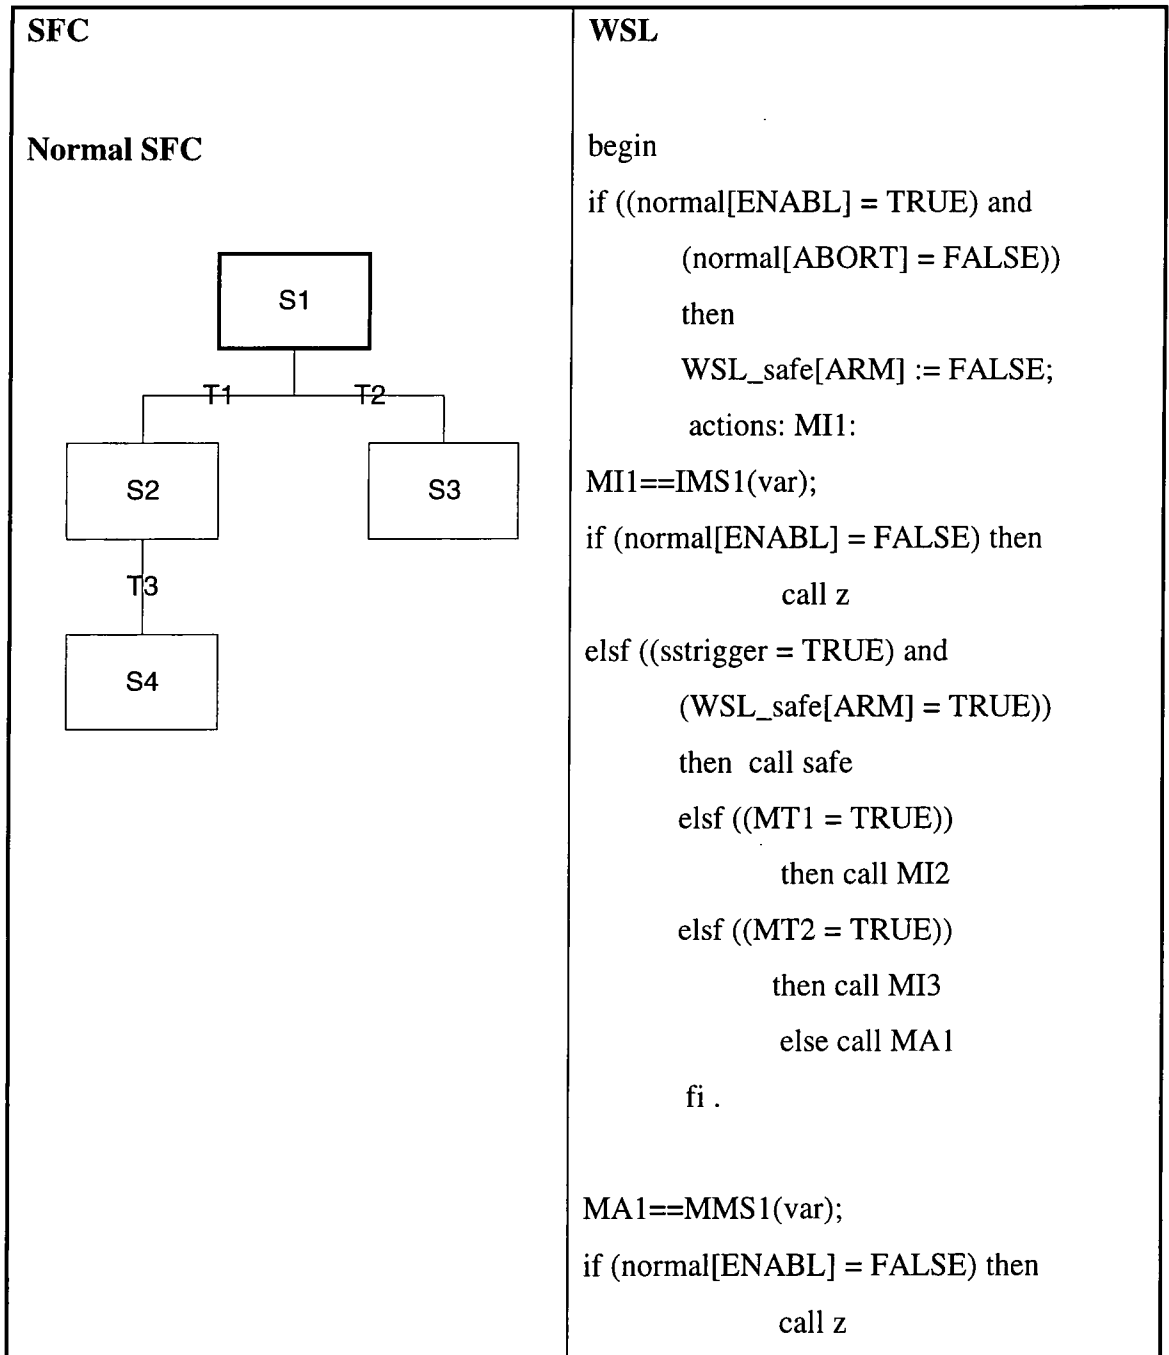 SFC
Normal SFC
S1
T1 T2
S2 S3
T3
S4
WSL
begin
if ((normal[ENABL] = TRUE) and
(normal[ABORT] = FALSE))
then
WSL_safe[ARM] := FALSE;
actions: MI1:
MI1==IMS1(var);
if (normal[ENABL] = FALSE) then
call z
elsf ((sstrigger = TRUE) and
(WSL_safe[ARM] = TRUE))
then call safe
elsf ((MT1 = TRUE))
then call MI2
elsf ((MT2 = TRUE))
then call MI3
else call MA1
fi .
MA1==MMS1(var);
if (normal[ENABL] = FALSE) then
call z